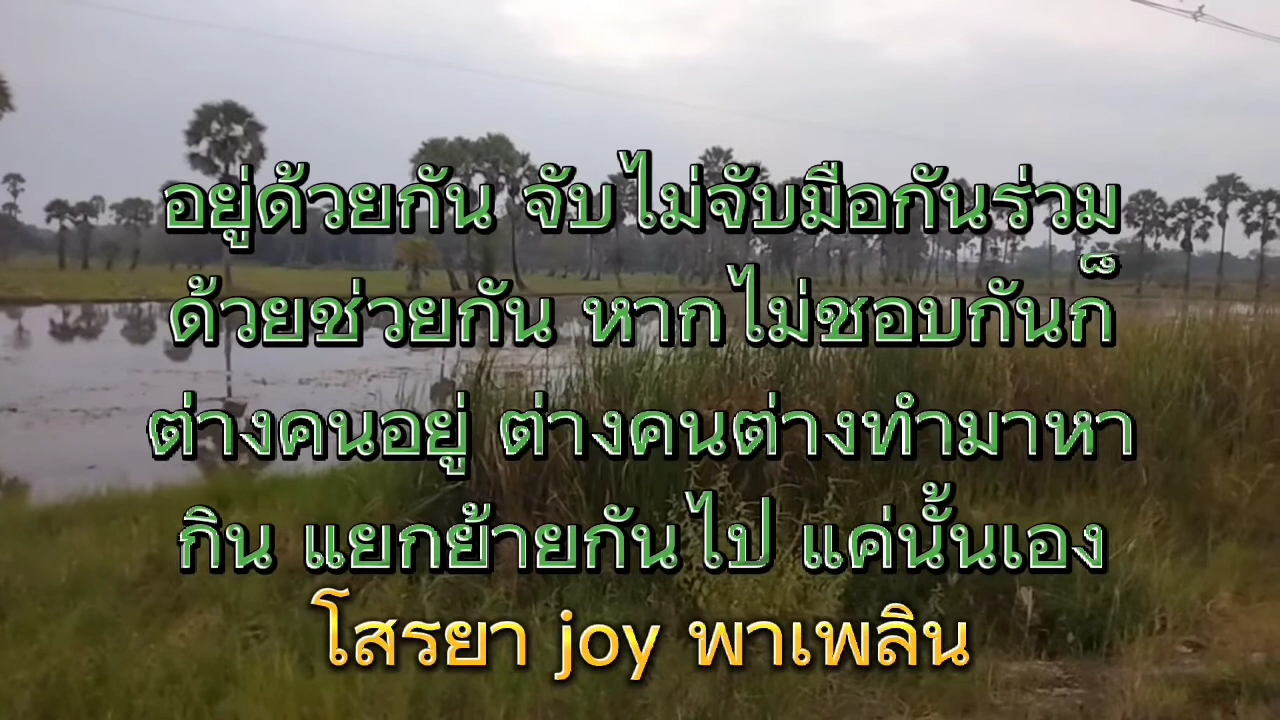 อยู่ด้วยกัน จับไม่จับมือกันร่วม
ด้วยช่วยกัน หากไม่ชอบกันก็
ต่างคนอยู่ ต่างคนต่างทำมาหา
กิน แยกย้ายกันไป แค่นั้นเอง
โสรยา joy พาเพลิน